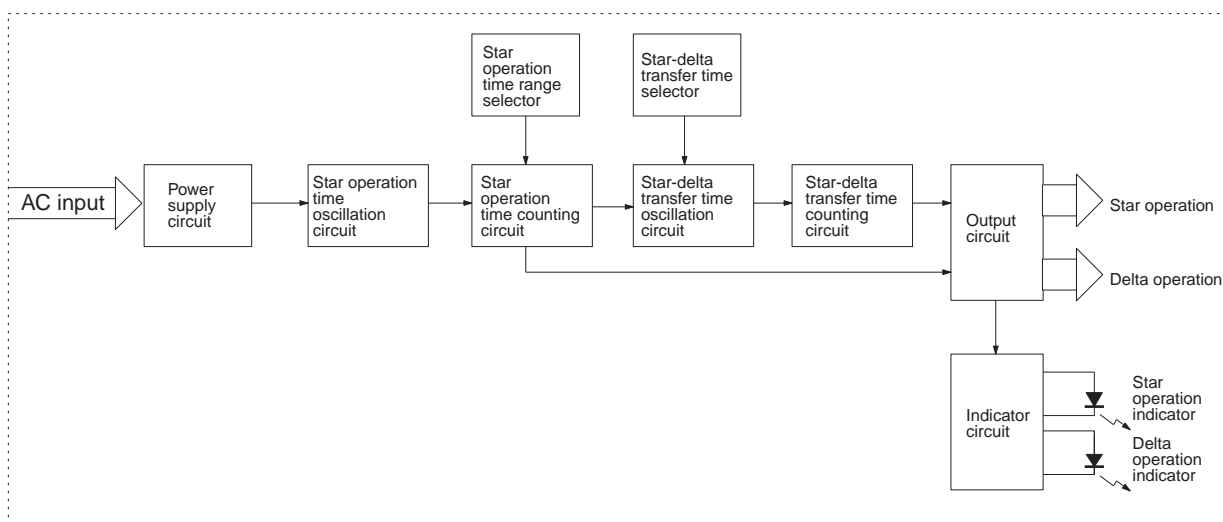 Star
operation
time range
selector
Star-delta
transfer time
selector
AC input
Power
supply
circuit
Star operation
time
oscillation
circuit
Star
operation
time counting
circuit
Star-delta
transfer time
oscillation
circuit
Star-delta
transfer time
counting
circuit
Output
circuit
Star operation
Delta operation
Indicator
circuit
Star
operation
indicator
Delta
operation
indicator